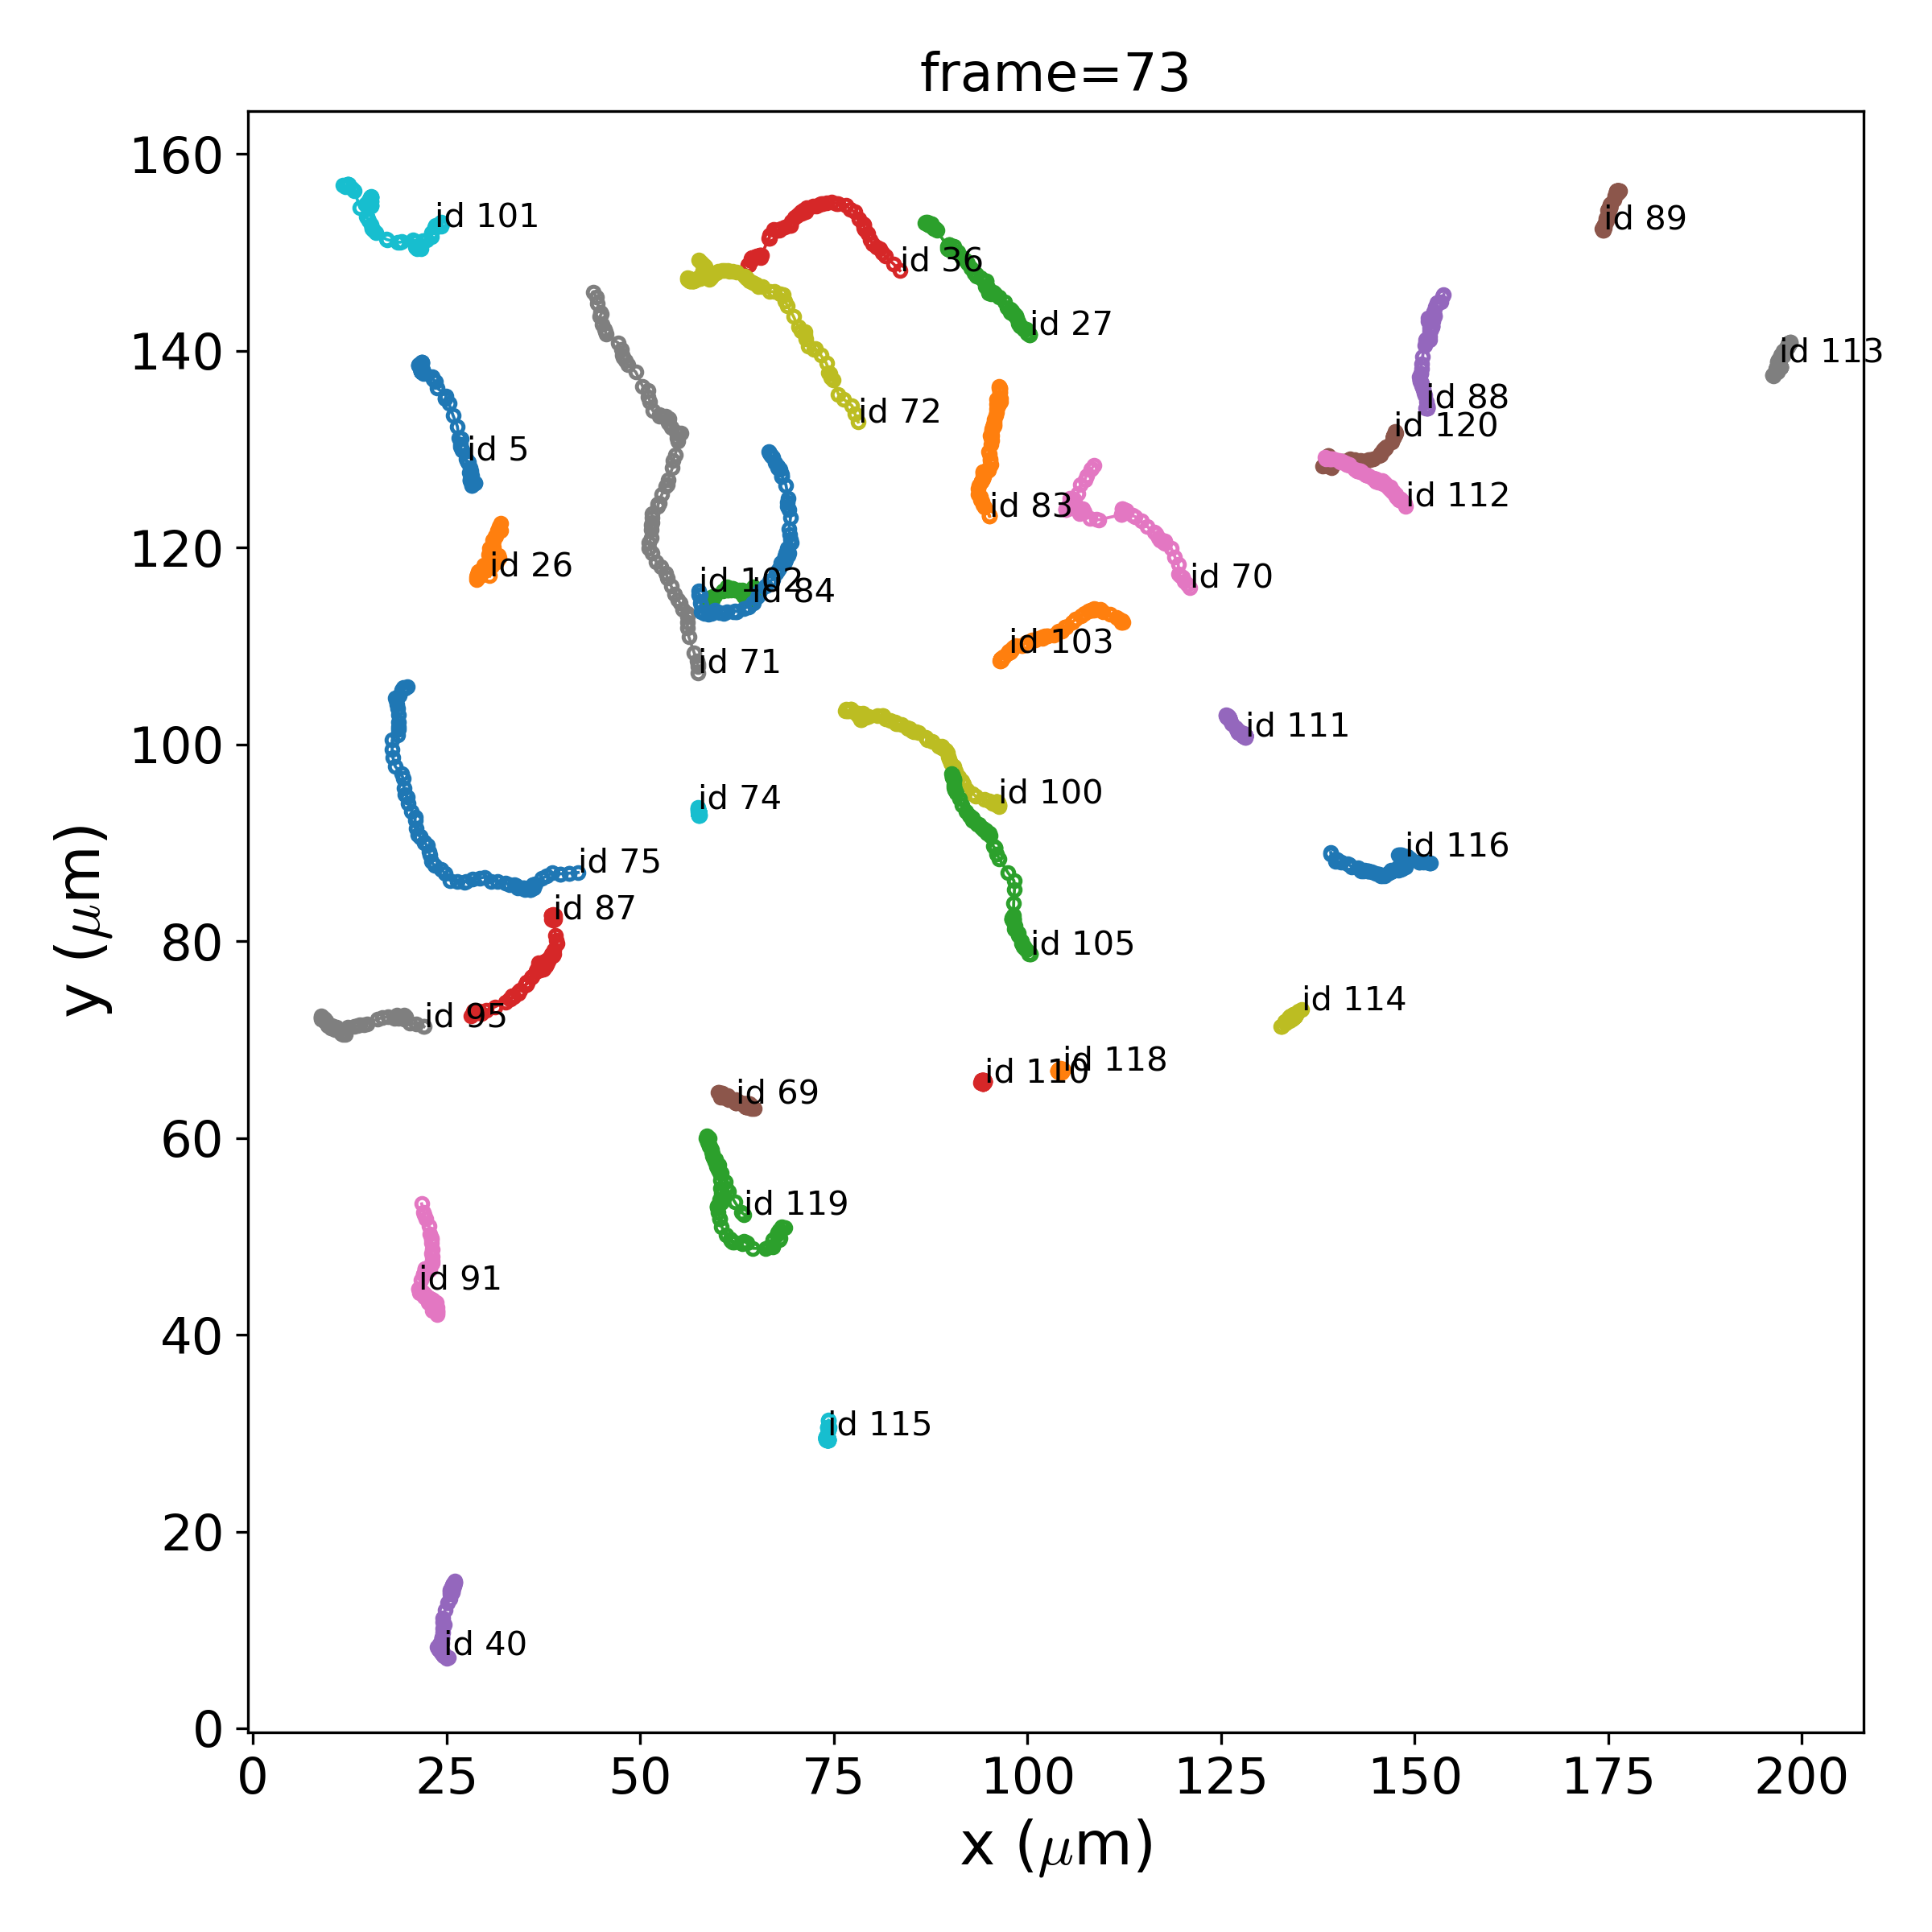 frame=73
160
140
120
100
80
60
40
20
0
y (μm)
id 101
id 36
id 89
id 27
id 113
id 72
id 88
id 120
id 5
id 83
id 112
id 26
id 102
id 84
id 70
id 103
id 71
id 111
id 74
id 100
id 116
id 75
id 87
id 105
id 95
id 114
id 110
id 118
id 69
id 119
id 91
id 115
id 40
0 25 50 75 100 125 150 175 200
x (μm)